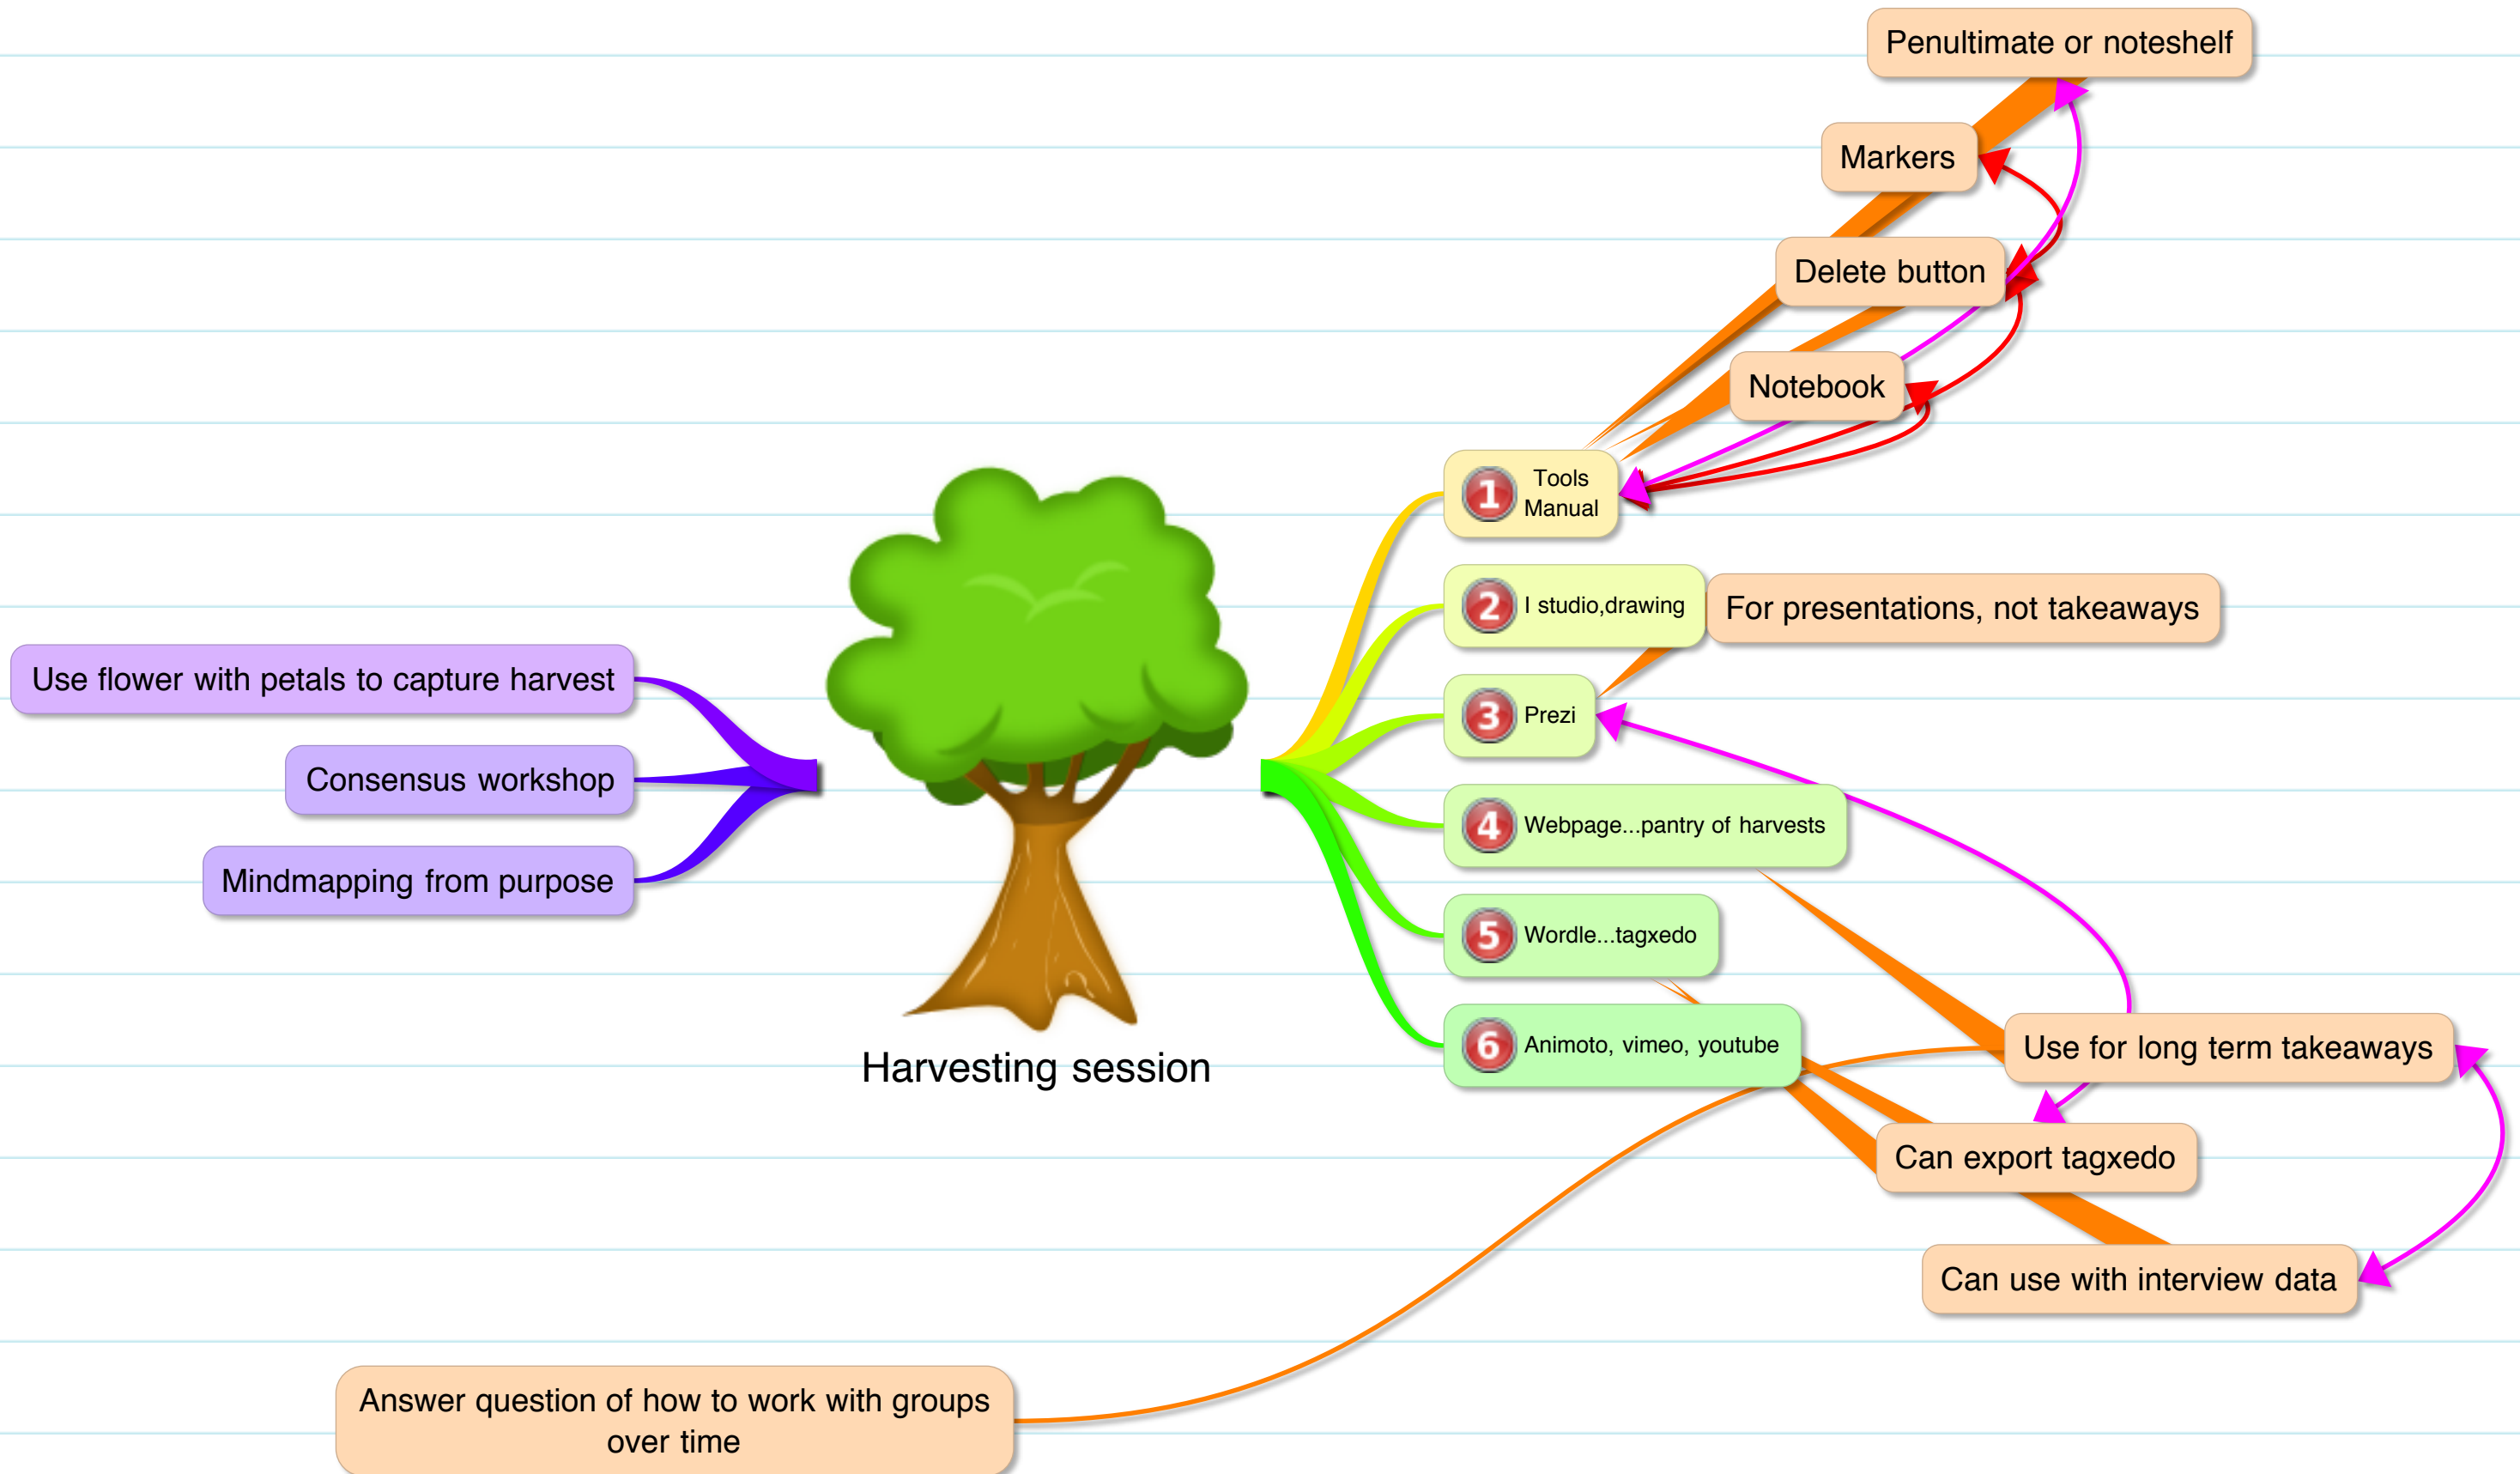 Penultimate or noteshelf
Markers
Delete button
Notebook
1 Tools
Manual
2 I studio,drawing
For presentations, not takeaways
3 Prezi
4 Webpage...pantry of harvests
5 Wordle...tagxedo
6 Animoto, vimeo, youtube
Use for long term takeaways
Can export tagxedo
Can use with interview data
Use flower with petals to capture harvest
Consensus workshop
Mindmapping from purpose
Harvesting session
Answer question of how to work with groups
over time